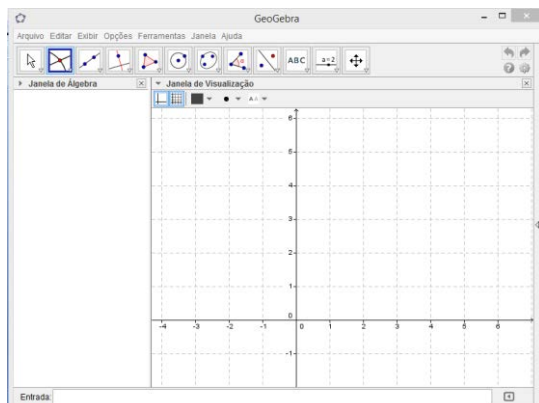 GeoGebra
Arquivo Editar Exibir Opções Ferramentas Janela Ajuda
ABC a=2
Janela de Álgebra
Janela de Visualização
6
5
4
3
2
1
0
-4 -3 -2 -1 0 1 2 3 4 5 6
-1
Entrada: